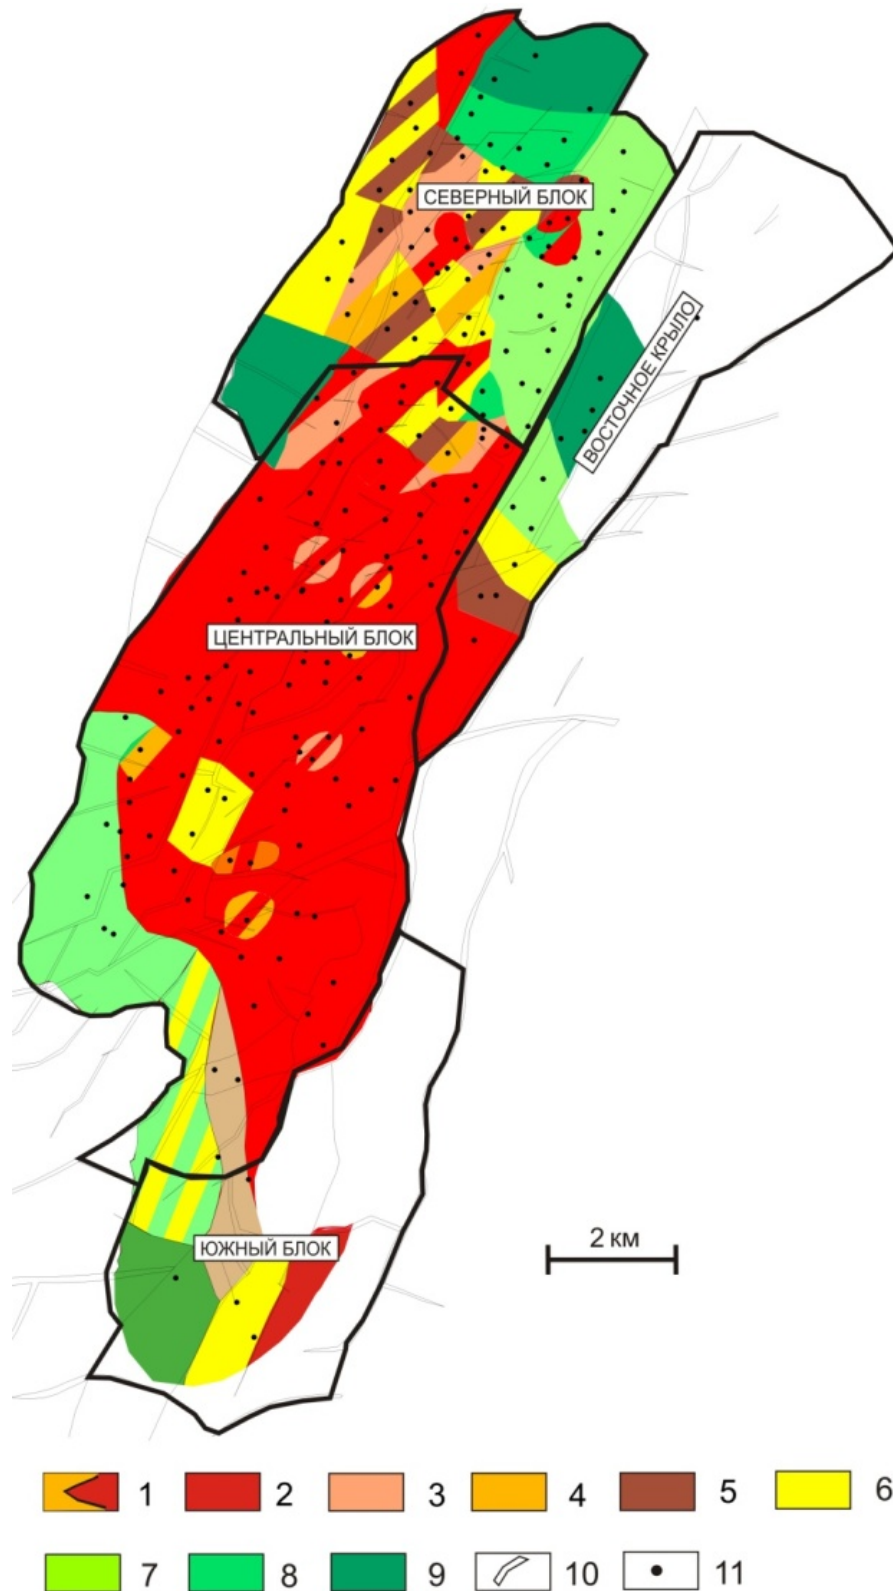 СЕВЕРНЫЙ БЛОК
ВОСТОЧНОЕ КРЫЛО
ЦЕНТРАЛЬНЫЙ БЛОК
ЮЖНЫЙ БЛОК
2 км
1 2 3 4 5 6
7 8 9 10 11